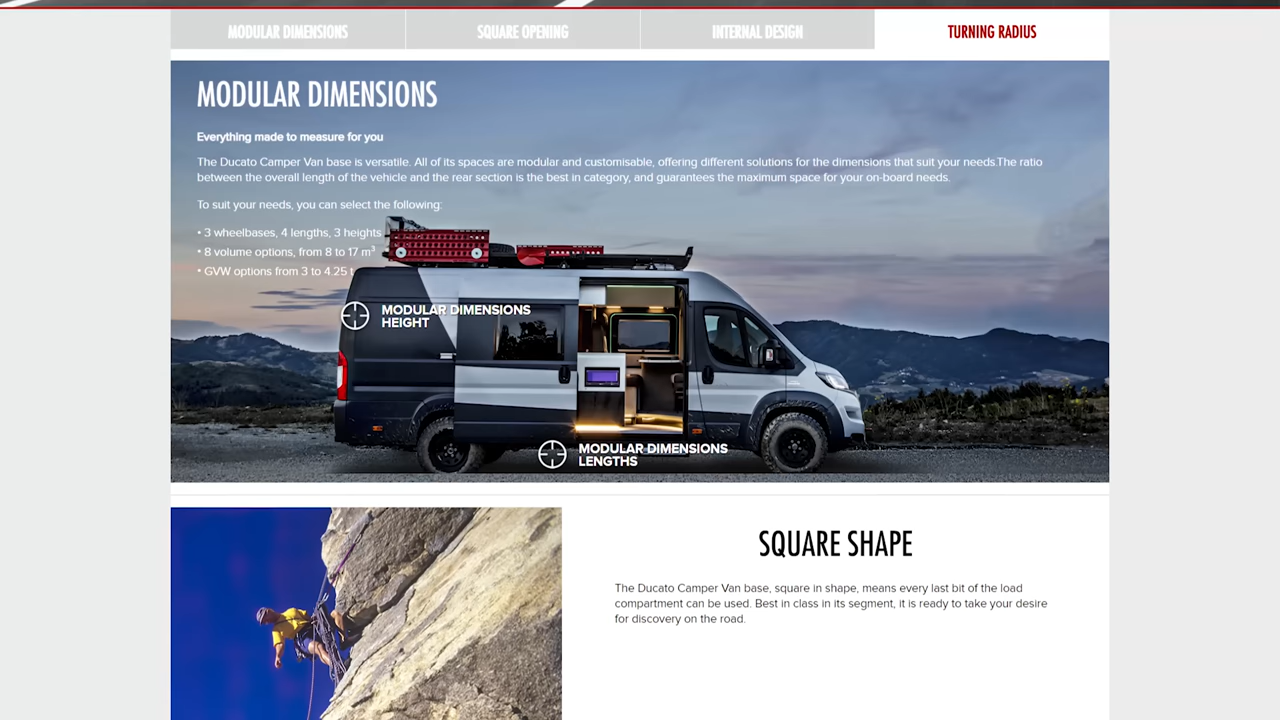 MODULAR DIMENSIONS
SQUARE OPENING
INTERNAL DESIGN
TURNING RADIUS
MODULAR DIMENSIONS
Everything made to measure for you
The Ducato Camper Van base is versatile. All of its spaces are modular and customisable, offering different solutions for the dimensions that suit your needs.The ratio
between the overall length of the vehicle and the rear section is the best in category, and guarantees the maximum space for your on-board needs.
To suit your needs, you can select the following:
• 3 wheelbases, 4 lengths, 3 heights
• 8 volume options, from 8 to 17 m³
• GVW options from 3 to 4.25 t
MODULAR DIMENSIONS
HEIGHT
MODULAR DIMENSIONS
LENGTHS
SQUARE SHAPE
The Ducato Camper Van base, square in shape, means every last bit of the load
compartment can be used. Best in class in its segment, it is ready to take your desire
for discovery on the road.